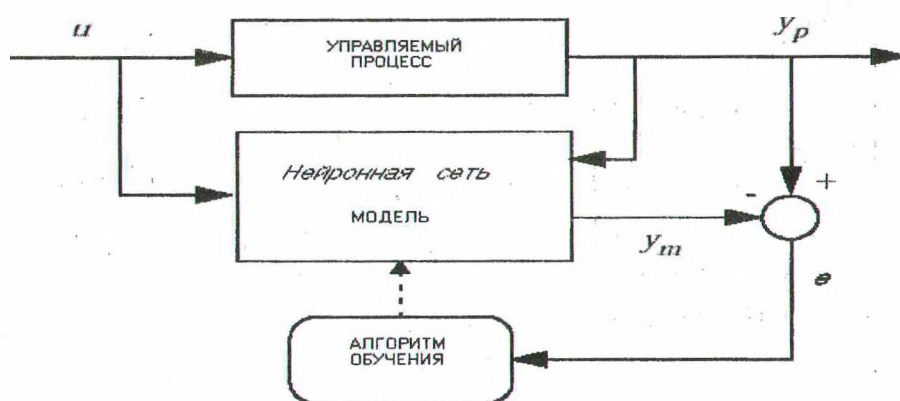 u
УПРАВЛЯЕМЫЙ
ПРОЦЕСС
y_p
Нейронная сеть
МОДЕЛЬ
-
+
y_m
e
АЛГОРИТМ
ОБУЧЕНИЯ